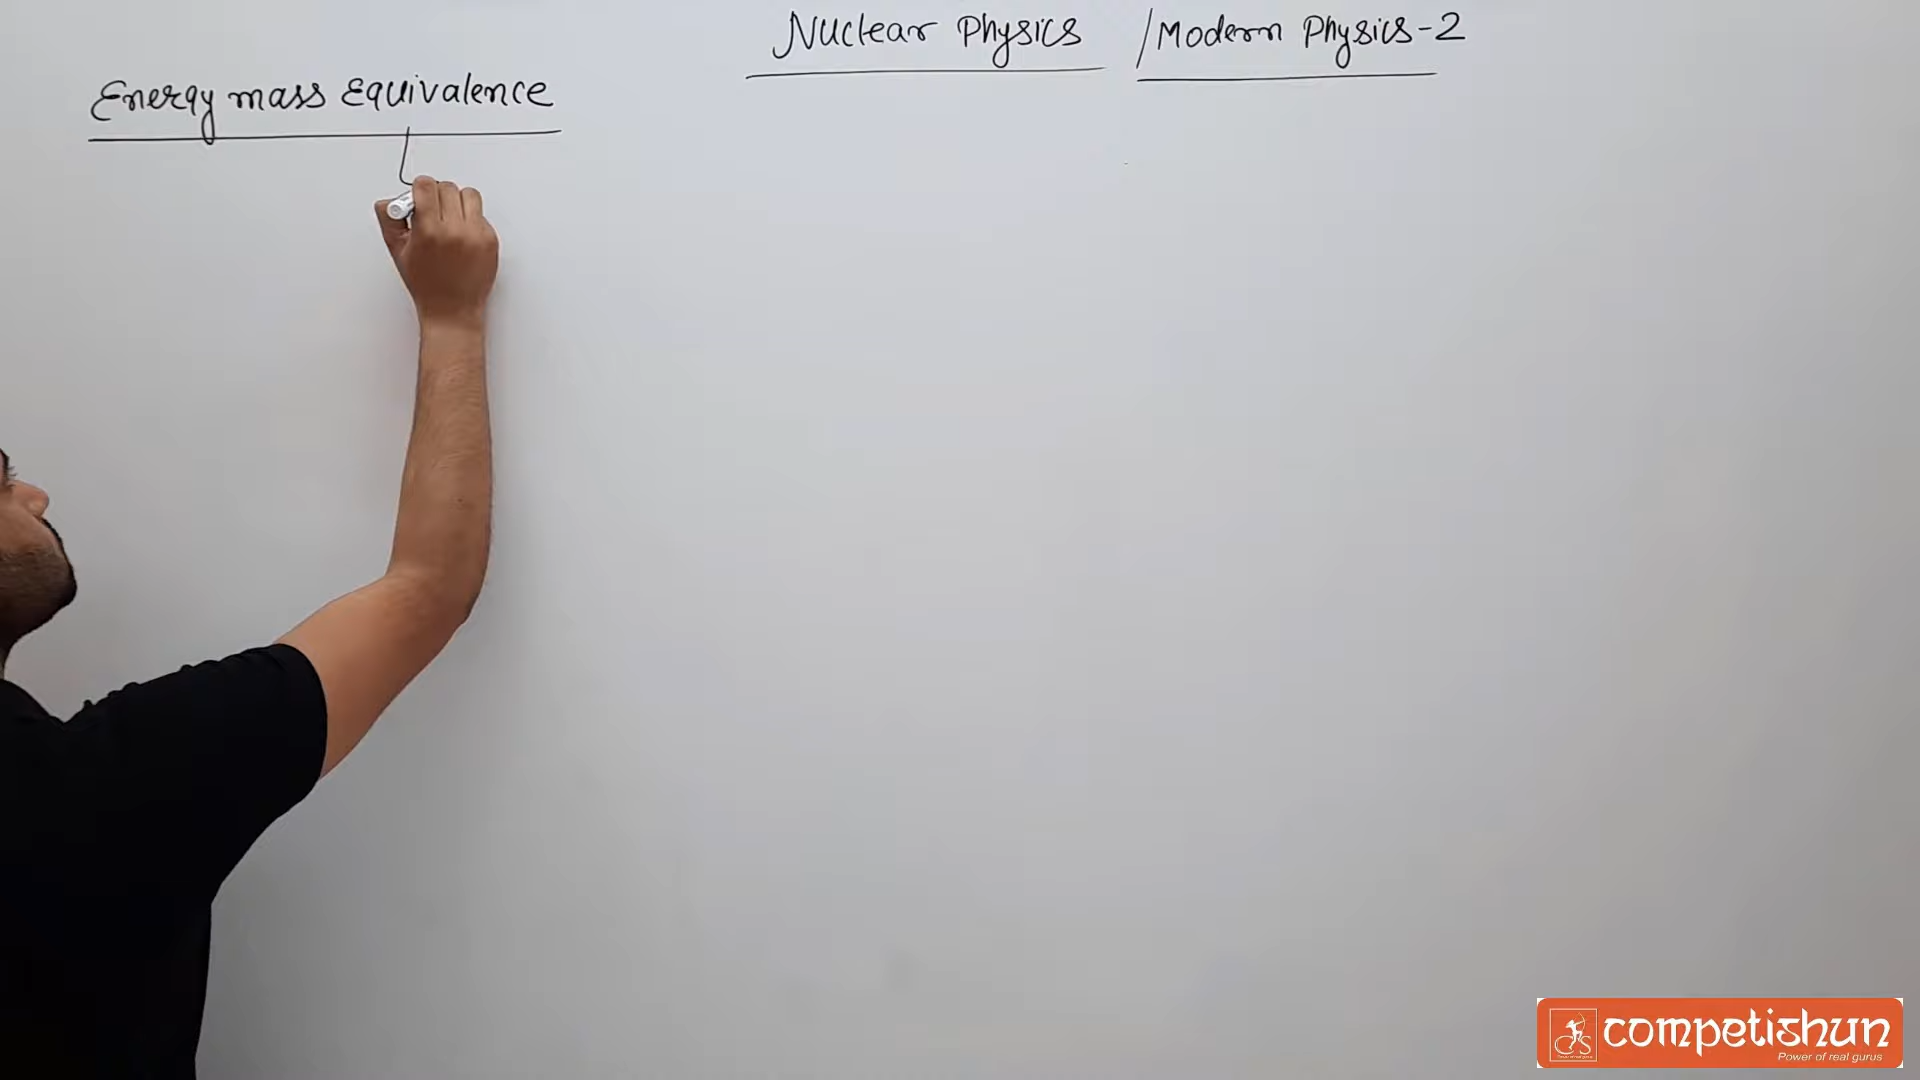 Nuclear Physics / Modern Physics-2
Energy mass Equivalence
competishun
Power of real gurus